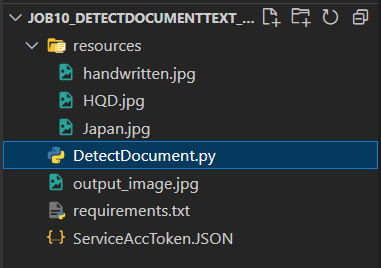 JOB10_DETECTDOCUMENTTEXT_...
resources
handwritten.jpg
HQD.jpg
Japan.jpg
DetectDocument.py
output_image.jpg
requirements.txt
ServiceAccToken.JSON